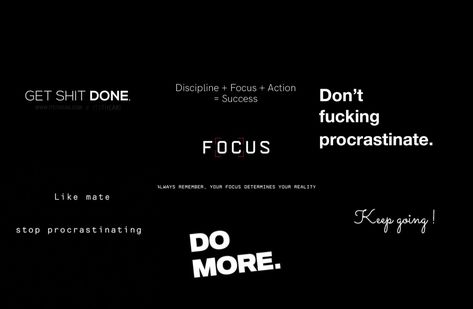 GET SHIT DONE.
Discipline + Focus + Action
= Success
Don't
fucking
procrastinate.
FOCUS
ALWAYS REMEMBER, YOUR FOCUS DETERMINES YOUR REALITY
Like mate
stop procrastinating
Keep going !
DO
MORE.